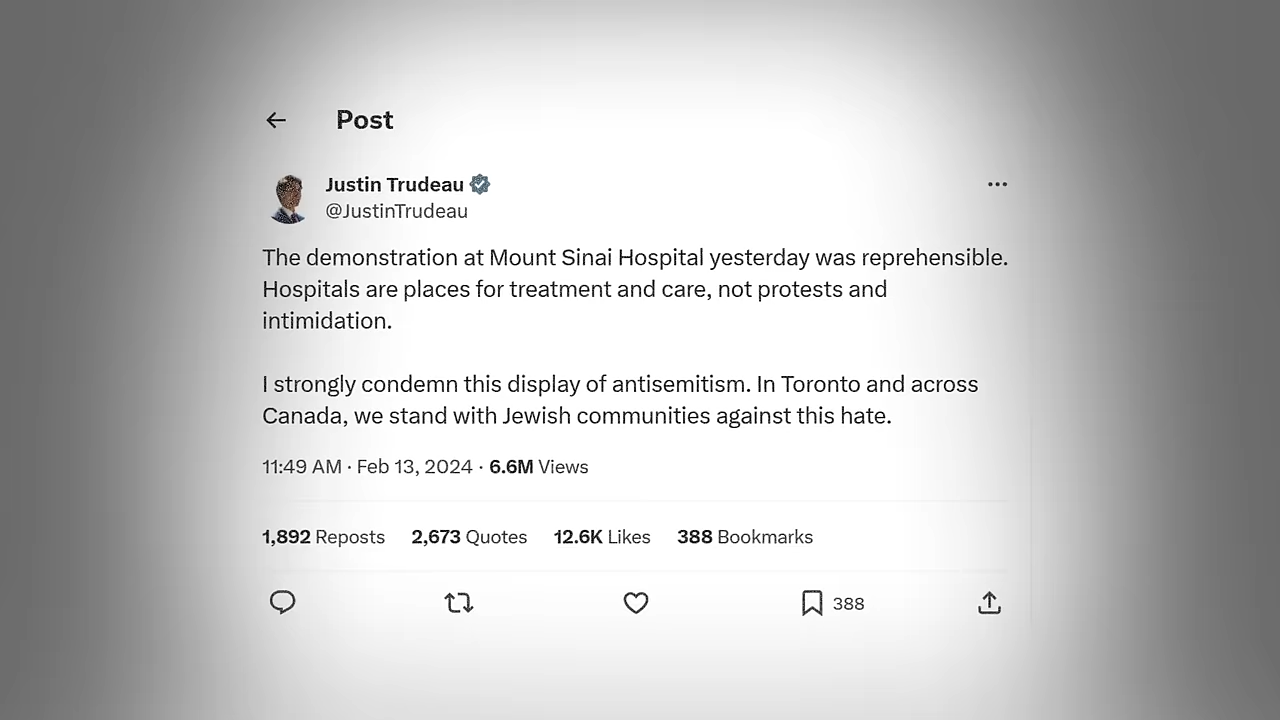 Post
Justin Trudeau
@JustinTrudeau
The demonstration at Mount Sinai Hospital yesterday was reprehensible.
Hospitals are places for treatment and care, not protests and
intimidation.
I strongly condemn this display of antisemitism. In Toronto and across
Canada, we stand with Jewish communities against this hate.
11:49 AM · Feb 13, 2024 · 6.6M Views
1,892 Reposts 2,673 Quotes 12.6K Likes 388 Bookmarks
388